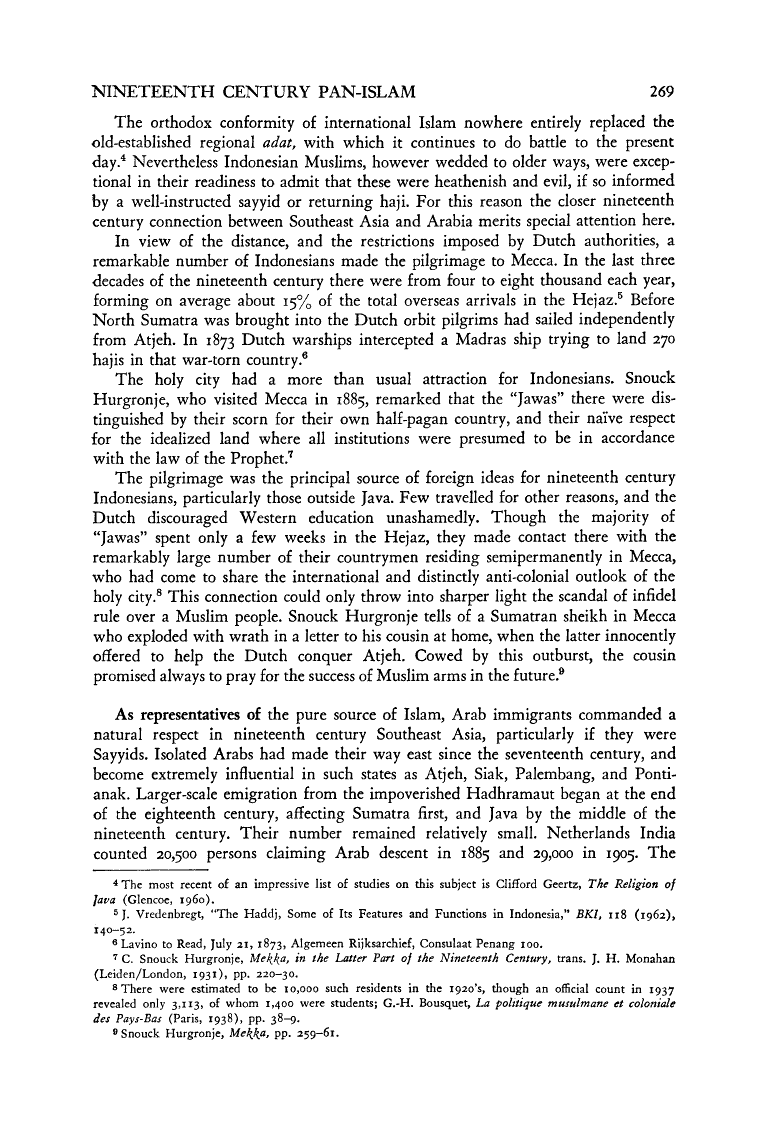 NINETEENTH CENTURY PAN-ISLAM 269
The orthodox conformity of international Islam nowhere entirely replaced the
old-established regional adat, with which it continues to do battle to the present
day.⁴ Nevertheless Indonesian Muslims, however wedded to older ways, were excep-
tional in their readiness to admit that these were heathenish and evil, if so informed
by a well-instructed sayyid or returning haji. For this reason the closer nineteenth
century connection between Southeast Asia and Arabia merits special attention here.
In view of the distance, and the restrictions imposed by Dutch authorities, a
remarkable number of Indonesians made the pilgrimage to Mecca. In the last three
decades of the nineteenth century there were from four to eight thousand each year,
forming on average about 15% of the total overseas arrivals in the Hejaz.⁵ Before
North Sumatra was brought into the Dutch orbit pilgrims had sailed independently
from Atjeh. In 1873 Dutch warships intercepted a Madras ship trying to land 270
hajis in that war-torn country.⁶
The holy city had a more than usual attraction for Indonesians. Snouck
Hurgronje, who visited Mecca in 1885, remarked that the "Jawas" there were dis-
tinguished by their scorn for their own half-pagan country, and their naïve respect
for the idealized land where all institutions were presumed to be in accordance
with the law of the Prophet.⁷
The pilgrimage was the principal source of foreign ideas for nineteenth century
Indonesians, particularly those outside Java. Few travelled for other reasons, and the
Dutch discouraged Western education unashamedly. Though the majority of
"Jawas" spent only a few weeks in the Hejaz, they made contact there with the
remarkably large number of their countrymen residing semipermanently in Mecca,
who had come to share the international and distinctly anti-colonial outlook of the
holy city.⁸ This connection could only throw into sharper light the scandal of infidel
rule over a Muslim people. Snouck Hurgronje tells of a Sumatran sheikh in Mecca
who exploded with wrath in a letter to his cousin at home, when the latter innocently
offered to help the Dutch conquer Atjeh. Cowed by this outburst, the cousin
promised always to pray for the success of Muslim arms in the future.⁹
As representatives of the pure source of Islam, Arab immigrants commanded a
natural respect in nineteenth century Southeast Asia, particularly if they were
Sayyids. Isolated Arabs had made their way east since the seventeenth century, and
become extremely influential in such states as Atjeh, Siak, Palembang, and Ponti-
anak. Larger-scale emigration from the impoverished Hadhramaut began at the end
of the eighteenth century, affecting Sumatra first, and Java by the middle of the
nineteenth century. Their number remained relatively small. Netherlands India
counted 20,500 persons claiming Arab descent in 1885 and 29,000 in 1905. The
⁴ The most recent of an impressive list of studies on this subject is Clifford Geertz, The Religion of
Java (Glencoe, 1960).
⁵ J. Vredenbregt, "The Haddj, Some of Its Features and Functions in Indonesia," BKI, 118 (1962),
140–52.
⁶ Lavino to Read, July 21, 1873, Algemeen Rijksarchief, Consulaat Penang 100.
⁷ C. Snouck Hurgronje, Mekka, in the Latter Part of the Nineteenth Century, trans. J. H. Monahan
(Leiden/London, 1931), pp. 220–30.
⁸ There were estimated to be 10,000 such residents in the 1920's, though an official count in 1937
revealed only 3,113, of whom 1,400 were students; G.-H. Bousquet, La politique musulmane et coloniale
des Pays-Bas (Paris, 1938), pp. 38–9.
⁹ Snouck Hurgronje, Mekka, pp. 259–61.